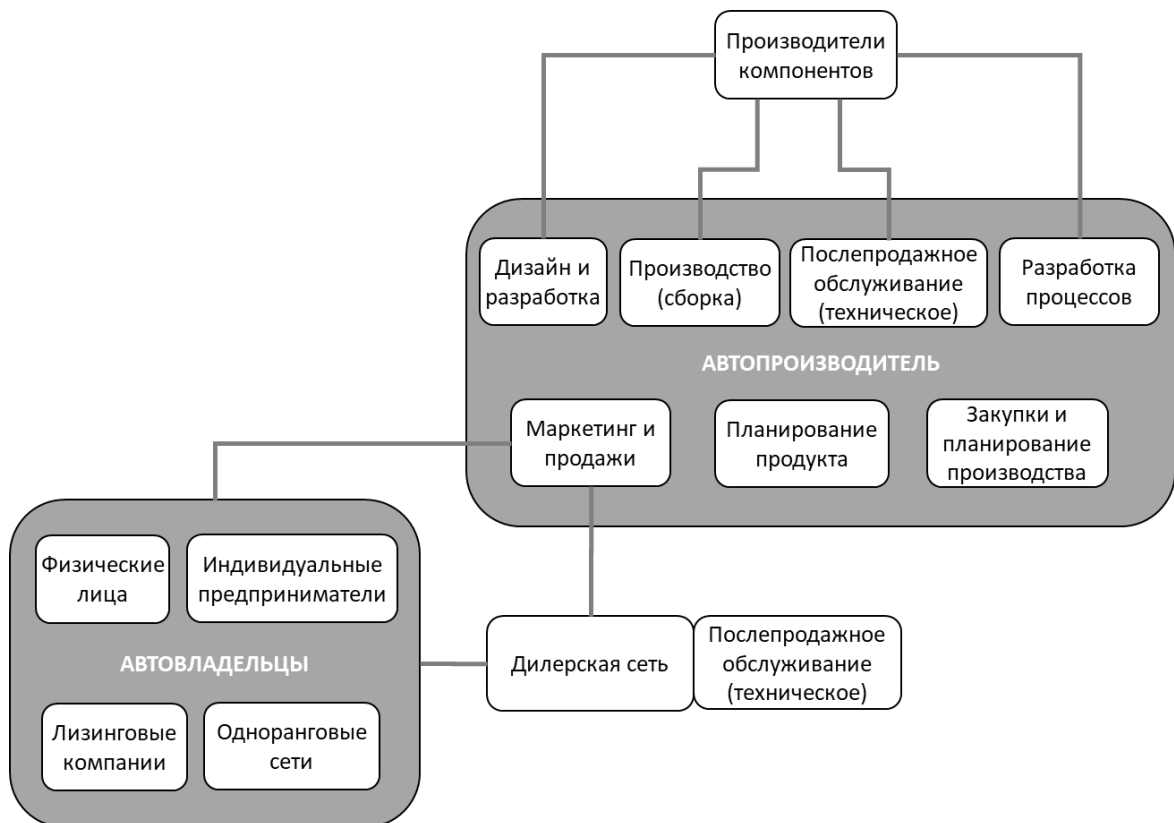 Производители
компонентов
Дизайн и
разработка
Производство
(сборка)
Послепродажное
обслуживание
(техническое)
Разработка
процессов
АВТОПРОИЗВОДИТЕЛЬ
Маркетинг и
продажи
Планирование
продукта
Закупки и
планирование
производства
Физические
лица
Индивидуальные
предприниматели
АВТОВЛАДЕЛЬЦЫ
Лизинговые
компании
Одноранговые
сети
Дилерская сеть
Послепродажное
обслуживание
(техническое)